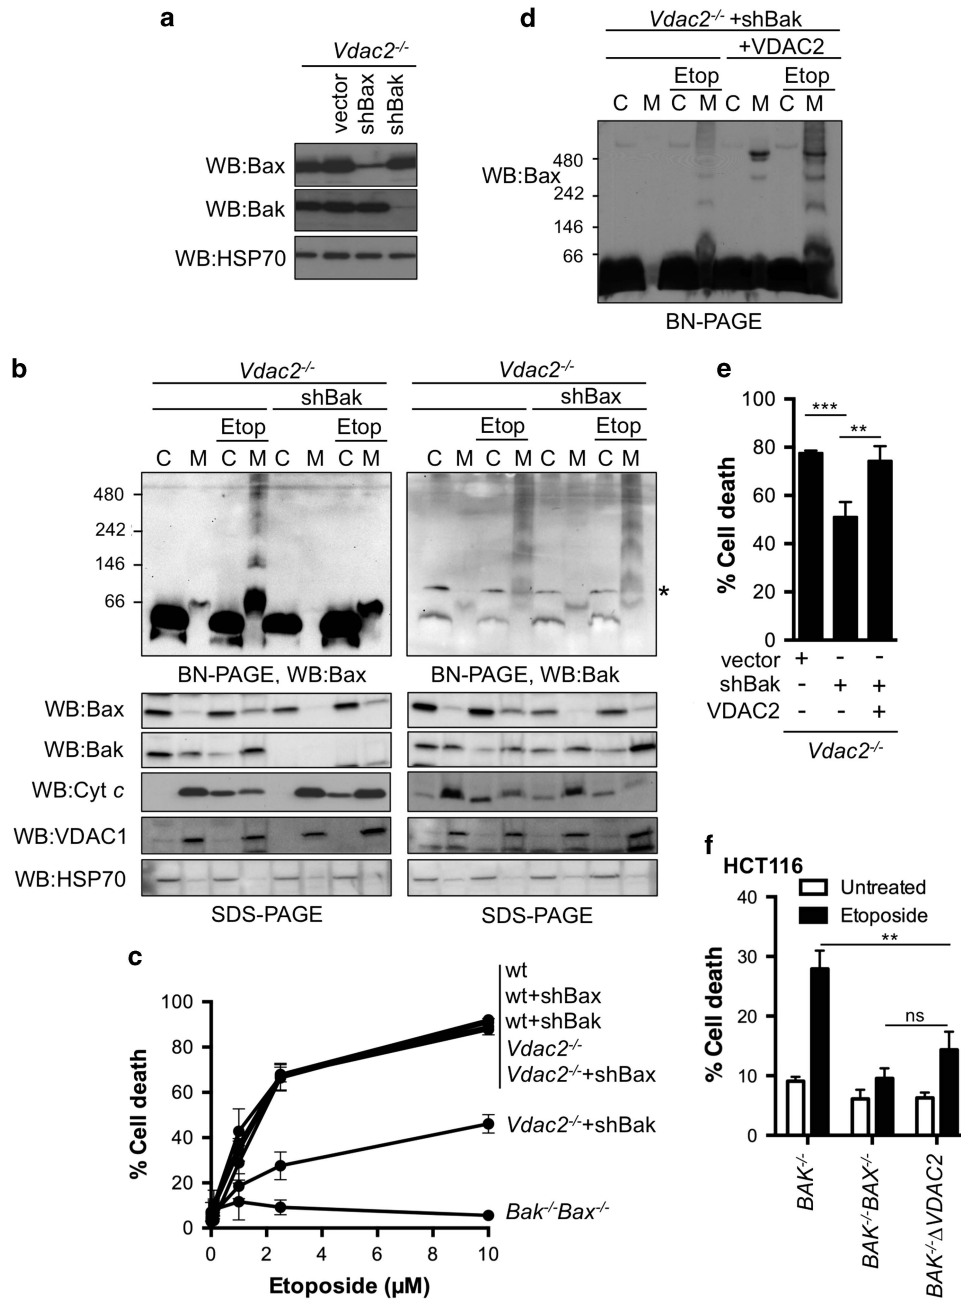 a
Vdac2-/-
vector
shBax
shBak
WB:Bax
WB:Bak
WB:HSP70
d
Vdac2-/- +shBak
+VDAC2
Etop Etop
C M C M C M C M
480
WB:Bax
242
146
66
BN-PAGE
b
Vdac2-/- Vdac2-/-
shBak shBax
Etop Etop Etop Etop
C M C M C M C M C M C M C M C M
480
242
146
66
*
BN-PAGE, WB:Bax BN-PAGE, WB:Bak
WB:Bax
WB:Bak
WB:Cyt c
WB:VDAC1
WB:HSP70
SDS-PAGE SDS-PAGE
e
100
80
60
40
20
0
% Cell death
*** **
vector + - -
shBak - + +
VDAC2 - - +
Vdac2-/-
c
100
80
60
40
20
0
% Cell death
0 2 4 6 8 10
Etoposide (µM)
wt
wt+shBax
wt+shBak
Vdac2-/-
Vdac2-/-+shBax
Vdac2-/-+shBak
Bak-/-Bax-/-
f
HCT116
Untreated
Etoposide
40
30
20
10
0
% Cell death
**
ns
BAK-/-
BAK-/-BAX-/-
BAK-/-ΔVDAC2